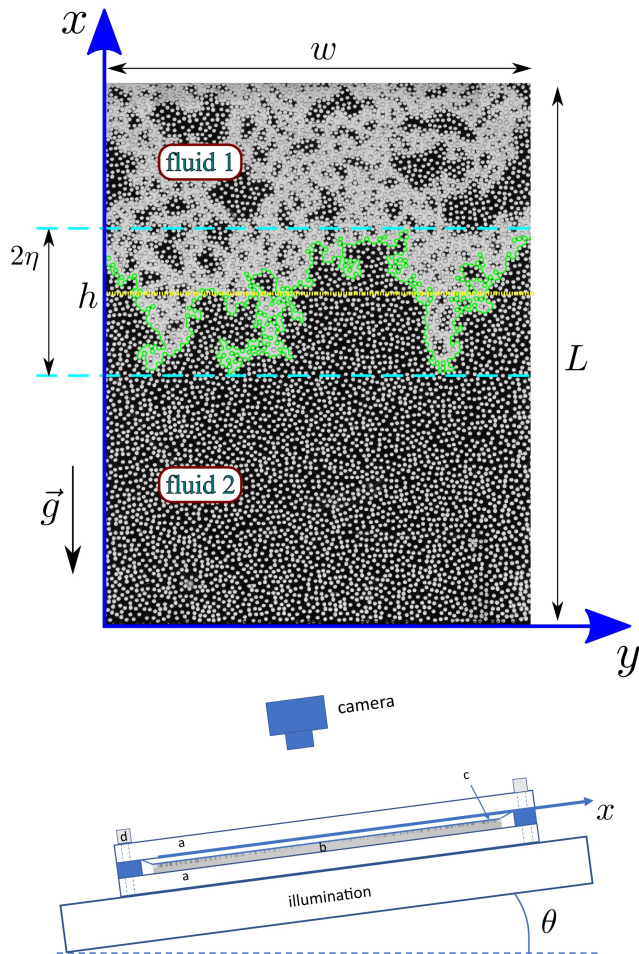 x
w
fluid 1
2η
h
L
fluid 2
g⃗
y
camera
c
x
d
a
b
a
illumination
θ